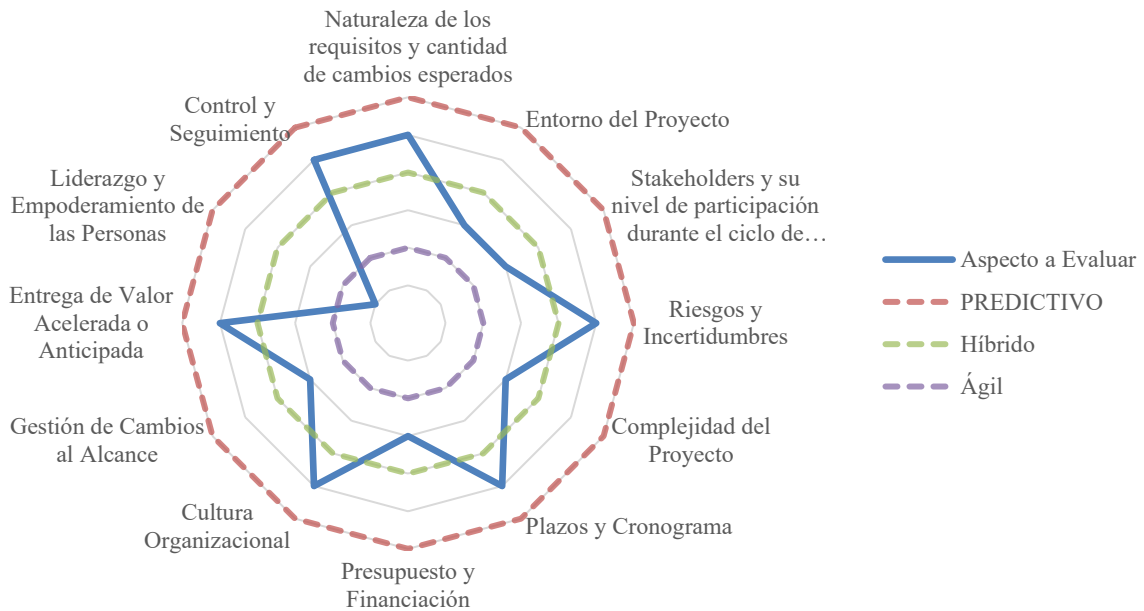 Naturaleza de los
requisitos y cantidad
de cambios esperados
Entorno del Proyecto
Stakeholders y su
nivel de participación
durante el ciclo de…
Riesgos y
Incertidumbres
Complejidad del
Proyecto
Plazos y Cronograma
Presupuesto y
Financiación
Cultura
Organizacional
Gestión de Cambios
al Alcance
Entrega de Valor
Acelerada o
Anticipada
Liderazgo y
Empoderamiento de
las Personas
Control y
Seguimiento
Aspecto a Evaluar
PREDICTIVO
Híbrido
Ágil